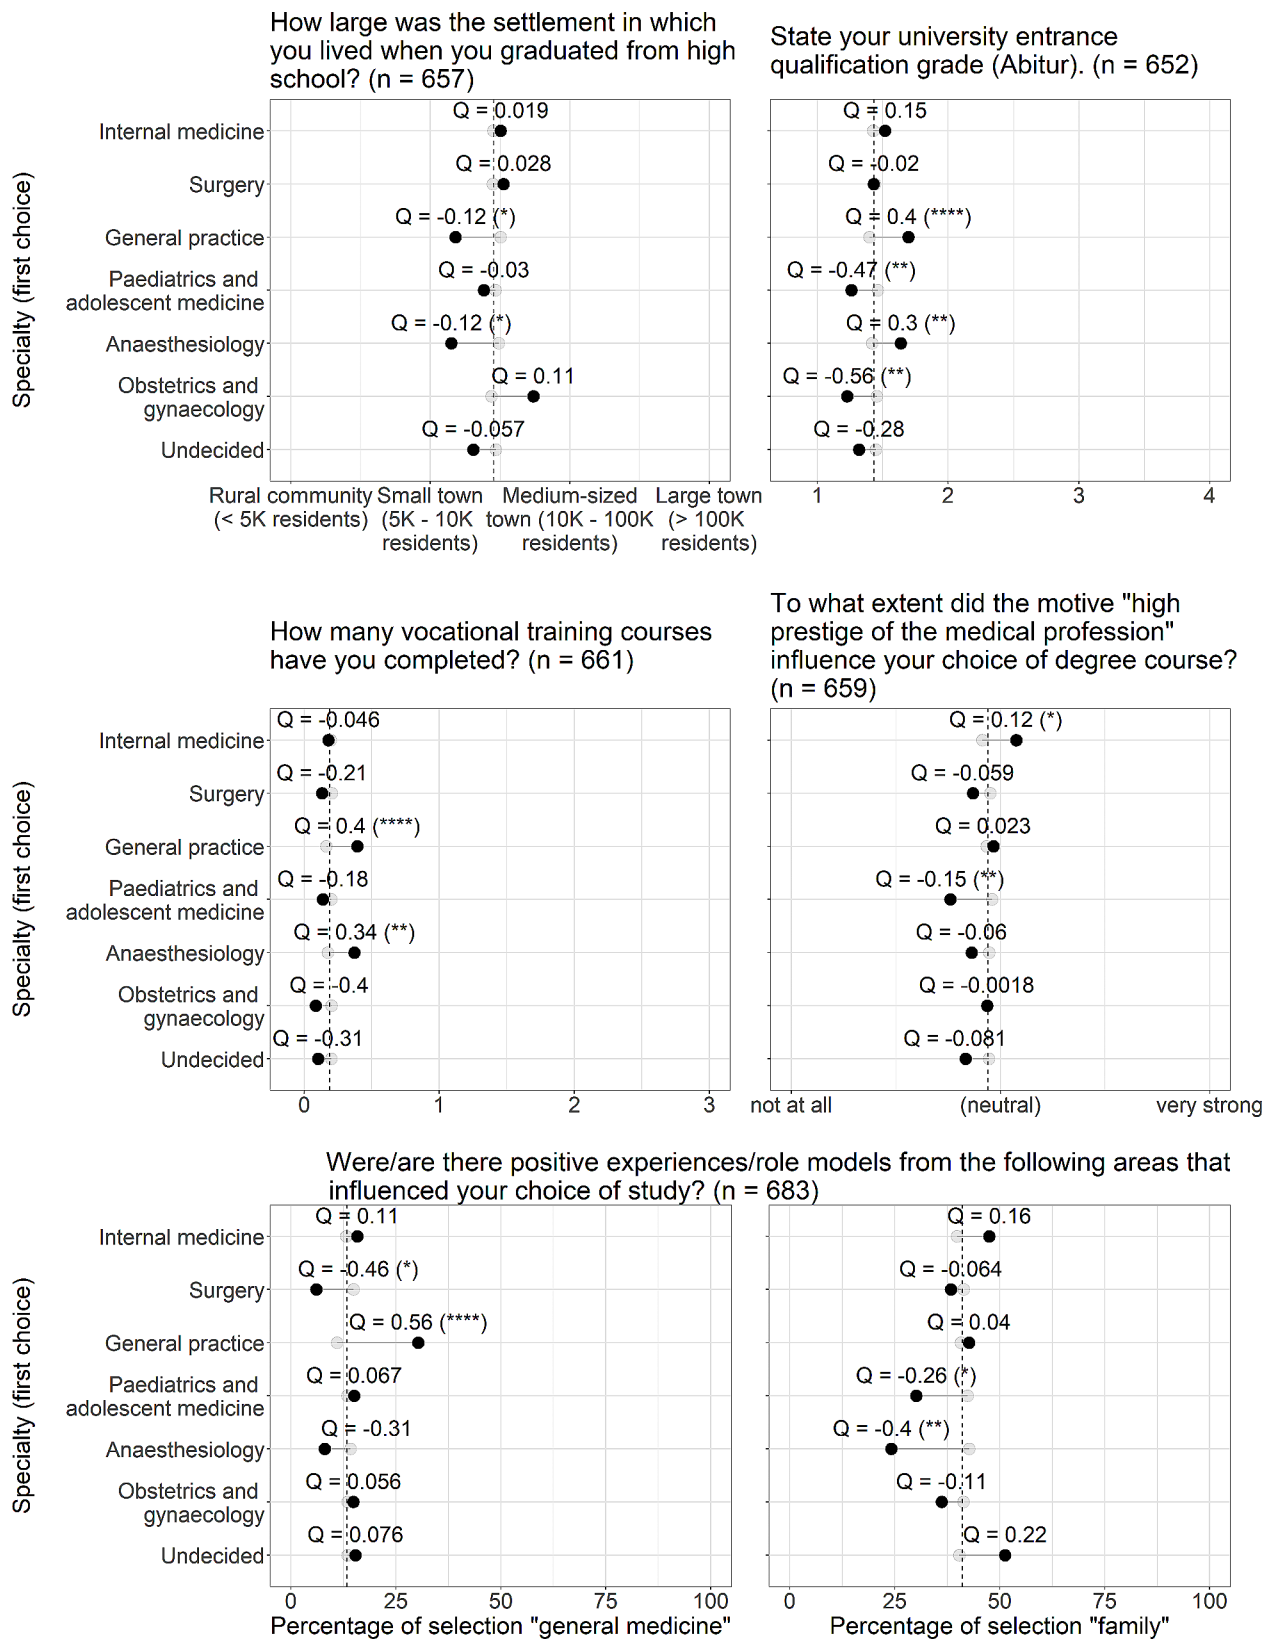 How large was the settlement in which
you lived when you graduated from high
school? (n = 657)
Specialty (first choice)
Internal medicine
Q = 0.019
Surgery
Q = 0.028
General practice
Q = -0.12 (*)
Paediatrics and
adolescent medicine
Q = -0.03
Anaesthesiology
Q = -0.12 (*)
Obstetrics and
gynaecology
Q = 0.11
Undecided
Q = -0.057
Rural community
(< 5K residents)
Small town
(5K - 10K
residents)
Medium-sized
town (10K - 100K
residents)
Large town
(> 100K
residents)
State your university entrance
qualification grade (Abitur). (n = 652)
Q = 0.15
Q = -0.02
Q = 0.4 (****)
Q = -0.47 (**)
Q = 0.3 (**)
Q = -0.56 (**)
Q = -0.28
1 2 3 4
How many vocational training courses
have you completed? (n = 661)
Specialty (first choice)
Internal medicine
Q = -0.046
Surgery
Q = -0.21
General practice
Q = 0.4 (****)
Paediatrics and
adolescent medicine
Q = -0.18
Anaesthesiology
Q = 0.34 (**)
Obstetrics and
gynaecology
Q = -0.4
Undecided
Q = -0.31
0 1 2 3
To what extent did the motive "high
prestige of the medical profession"
influence your choice of degree course?
(n = 659)
Q = 0.12 (*)
Q = -0.059
Q = 0.023
Q = -0.15 (**)
Q = -0.06
Q = -0.0018
Q = -0.081
not at all (neutral) very strong
Were/are there positive experiences/role models from the following areas that
influenced your choice of study? (n = 683)
Specialty (first choice)
Internal medicine
Q = 0.11
Surgery
Q = -0.46 (*)
General practice
Q = 0.56 (****)
Paediatrics and
adolescent medicine
Q = 0.067
Anaesthesiology
Q = -0.31
Obstetrics and
gynaecology
Q = 0.056
Undecided
Q = 0.076
0 25 50 75 100
Percentage of selection "general medicine"
Q = 0.16
Q = -0.064
Q = 0.04
Q = -0.26 (*)
Q = -0.4 (**)
Q = -0.11
Q = 0.22
0 25 50 75 100
Percentage of selection "family"